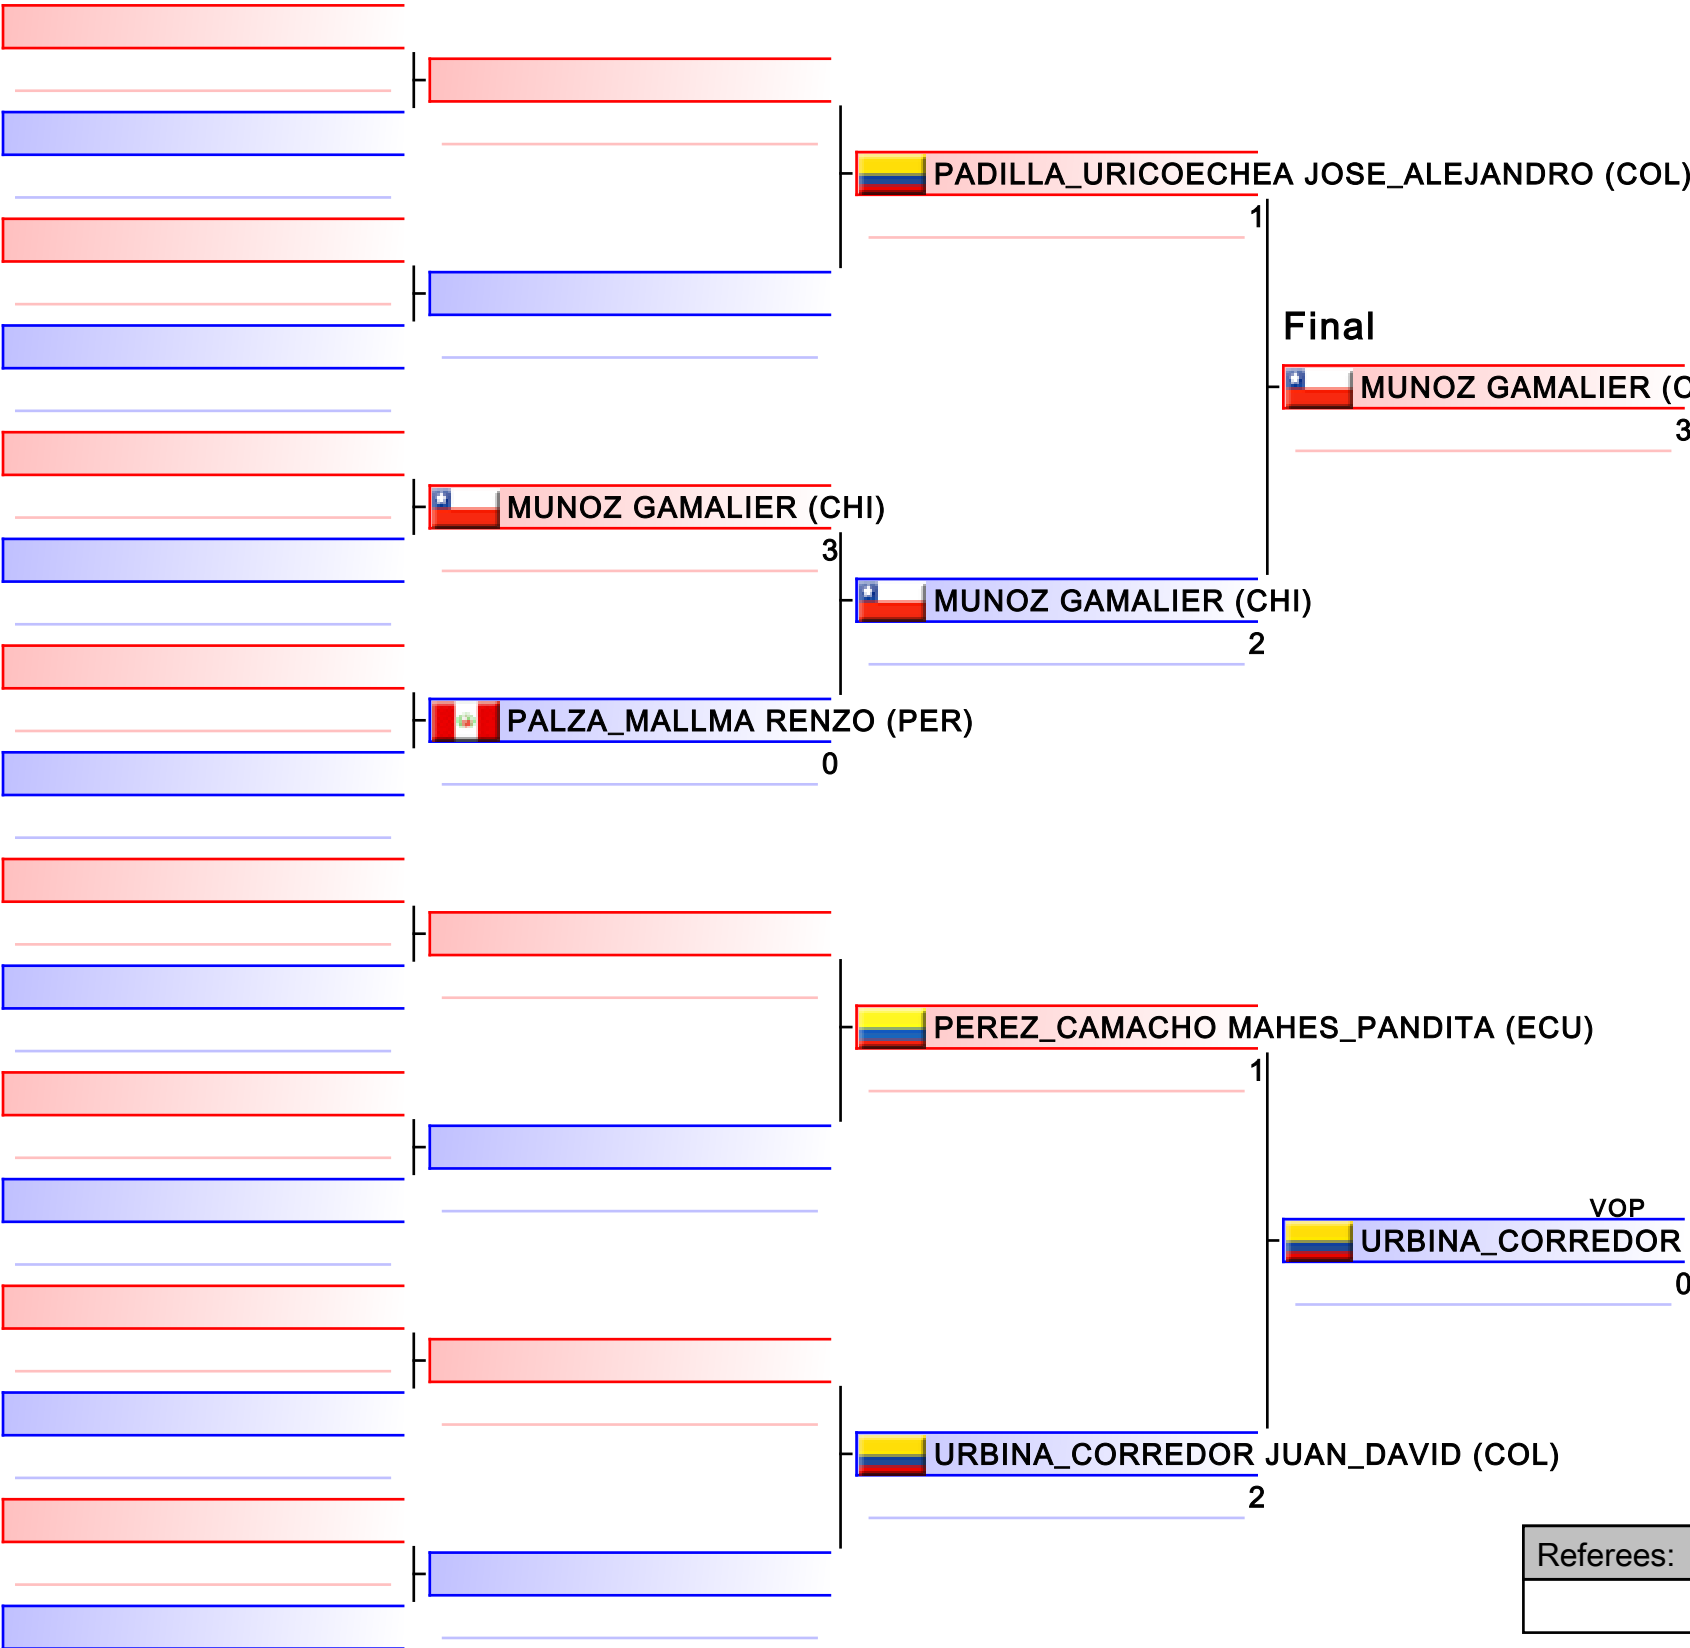 PADILLA_URICOECHEA JOSE_ALEJANDRO (COL)
1
Final
MUNOZ GAMALIER (C
3
MUNOZ GAMALIER (CHI)
3
MUNOZ GAMALIER (CHI)
2
PALZA_MALLMA RENZO (PER)
0
PEREZ_CAMACHO MAHES_PANDITA (ECU)
1
VOP
URBINA_CORREDOR
0
URBINA_CORREDOR JUAN_DAVID (COL)
2
Referees: